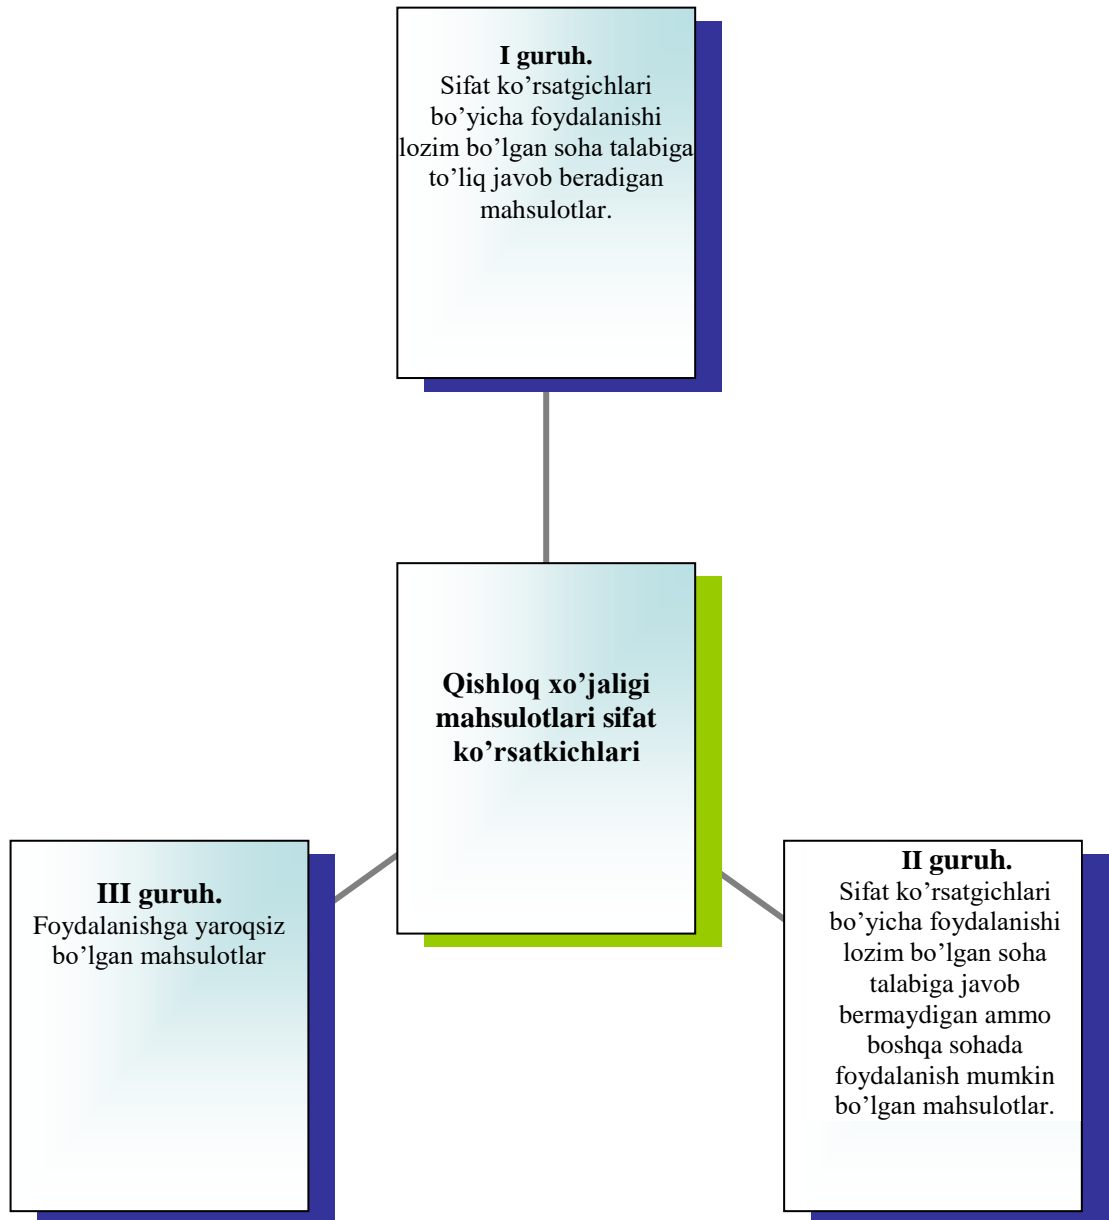 I guruh.
Sifat ko’rsatgichlari
bo’yicha foydalanishi
lozim bo’lgan soha talabiga
to’liq javob beradigan
mahsulotlar.
Qishloq xo’jaligi
mahsulotlari sifat
ko’rsatkichlari
III guruh.
Foydalanishga yaroqsiz
bo’lgan mahsulotlar
II guruh.
Sifat ko’rsatgichlari
bo’yicha foydalanishi
lozim bo’lgan soha
talabiga javob
bermaydigan ammo
boshqa sohada
foydalanish mumkin
bo’lgan mahsulotlar.